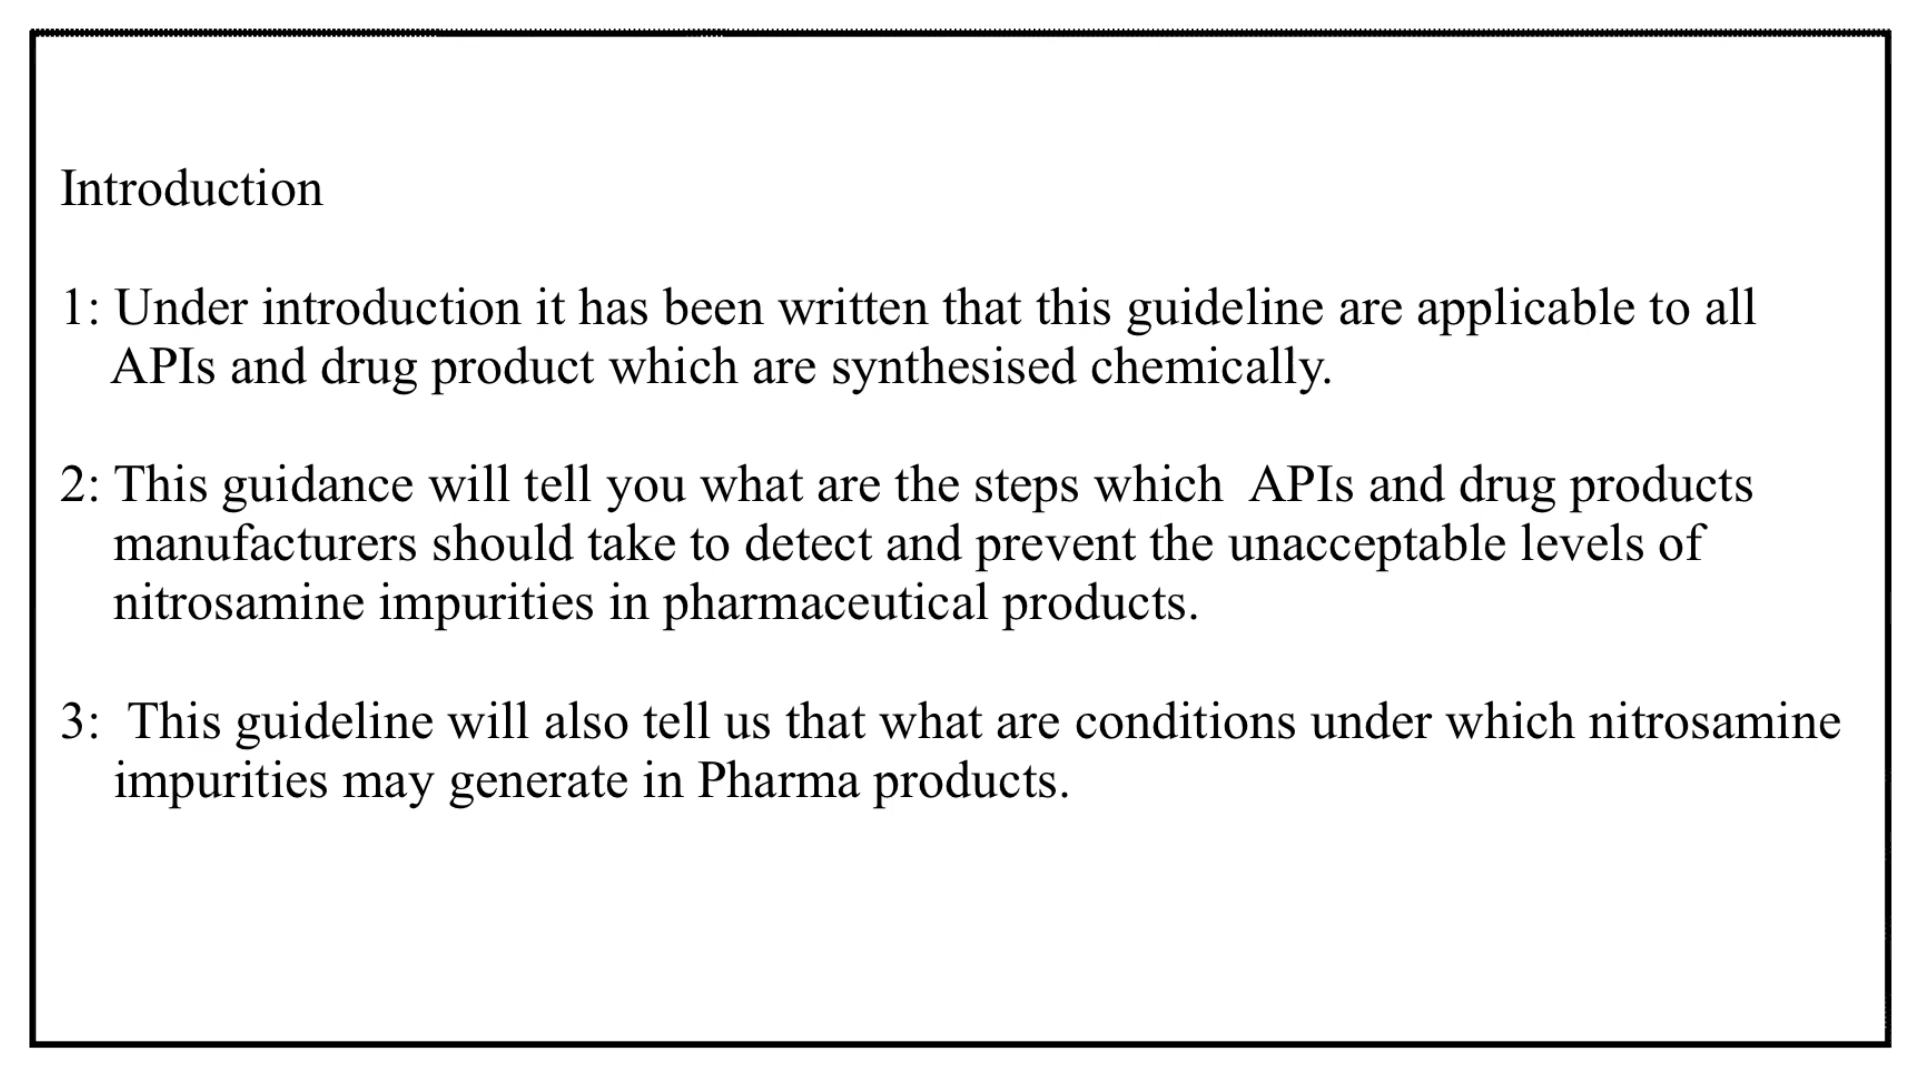 Introduction
1: Under introduction it has been written that this guideline are applicable to all
APIs and drug product which are synthesised chemically.
2: This guidance will tell you what are the steps which  APIs and drug products
manufacturers should take to detect and prevent the unacceptable levels of
nitrosamine impurities in pharmaceutical products.
3:  This guideline will also tell us that what are conditions under which nitrosamine
impurities may generate in Pharma products.